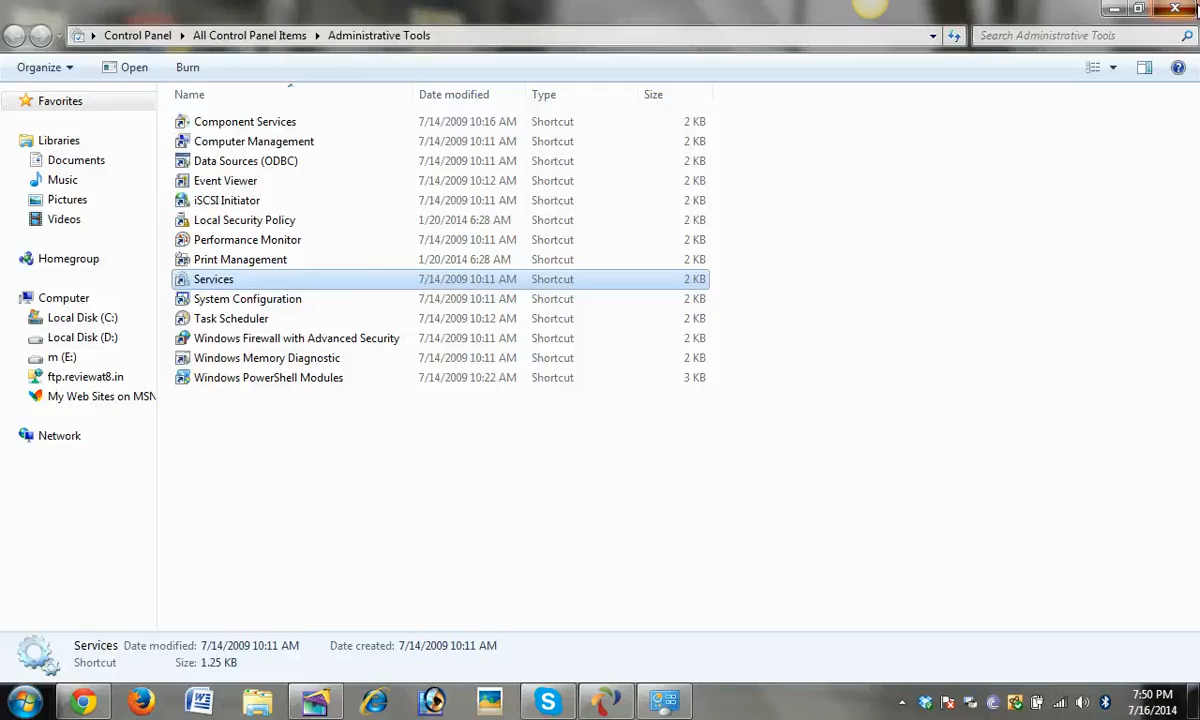 Control Panel All Control Panel Items Administrative Tools Search Administrative Tools
Organize Open Burn
Favorites
Libraries
Documents
Music
Pictures
Videos
Homegroup
Computer
Local Disk (C:)
Local Disk (D:)
m (E:)
ftp.reviewat8.in
My Web Sites on MSN
Network
Name Date modified Type Size
Component Services 7/14/2009 10:16 AM Shortcut 2 KB
Computer Management 7/14/2009 10:11 AM Shortcut 2 KB
Data Sources (ODBC) 7/14/2009 10:11 AM Shortcut 2 KB
Event Viewer 7/14/2009 10:12 AM Shortcut 2 KB
iSCSI Initiator 7/14/2009 10:11 AM Shortcut 2 KB
Local Security Policy 1/20/2014 6:28 AM Shortcut 2 KB
Performance Monitor 7/14/2009 10:11 AM Shortcut 2 KB
Print Management 1/20/2014 6:28 AM Shortcut 2 KB
Services 7/14/2009 10:11 AM Shortcut 2 KB
System Configuration 7/14/2009 10:11 AM Shortcut 2 KB
Task Scheduler 7/14/2009 10:12 AM Shortcut 2 KB
Windows Firewall with Advanced Security 7/14/2009 10:11 AM Shortcut 2 KB
Windows Memory Diagnostic 7/14/2009 10:11 AM Shortcut 2 KB
Windows PowerShell Modules 7/14/2009 10:22 AM Shortcut 3 KB
Services Date modified: 7/14/2009 10:11 AM Date created: 7/14/2009 10:11 AM
Shortcut Size: 1.25 KB
7:50 PM
7/16/2014